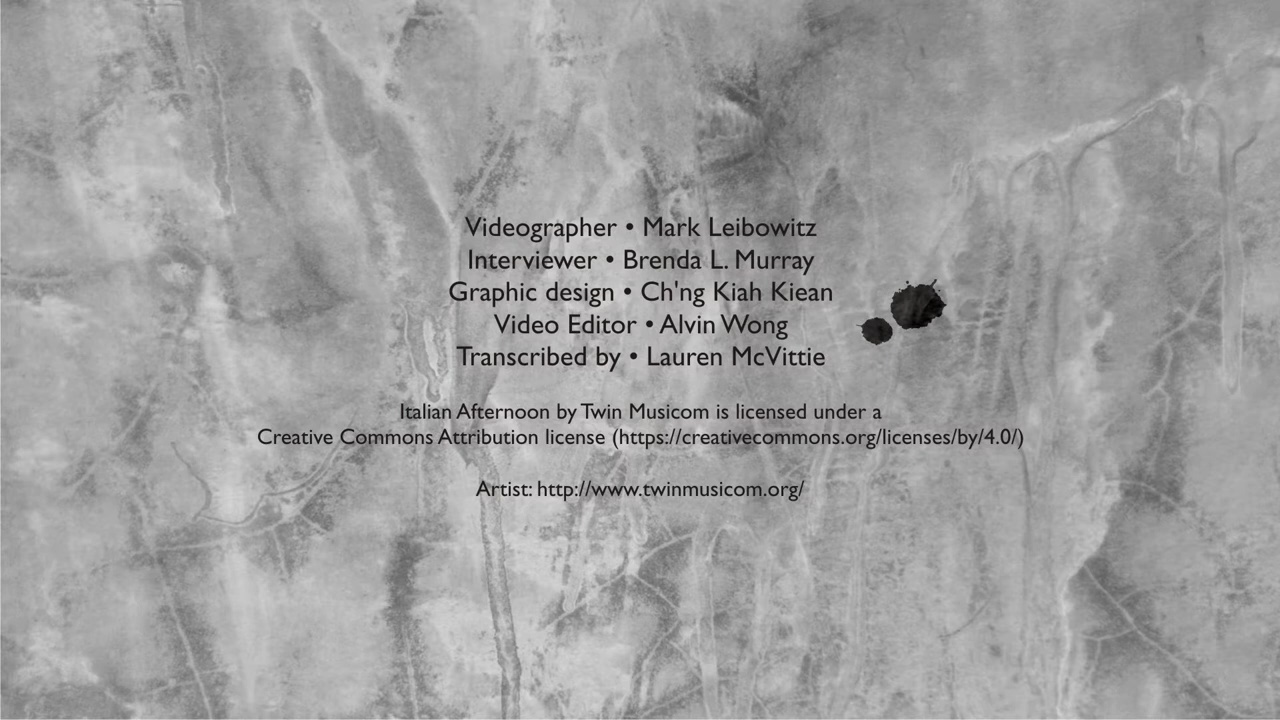 Videographer • Mark Leibowitz
Interviewer • Brenda L. Murray
Graphic design • Ch'ng Kiah Kiean
Video Editor • Alvin Wong
Transcribed by • Lauren McVittie
Italian Afternoon by Twin Musicom is licensed under a
Creative Commons Attribution license (https://creativecommons.org/licenses/by/4.0/)
Artist: http://www.twinmusicom.org/